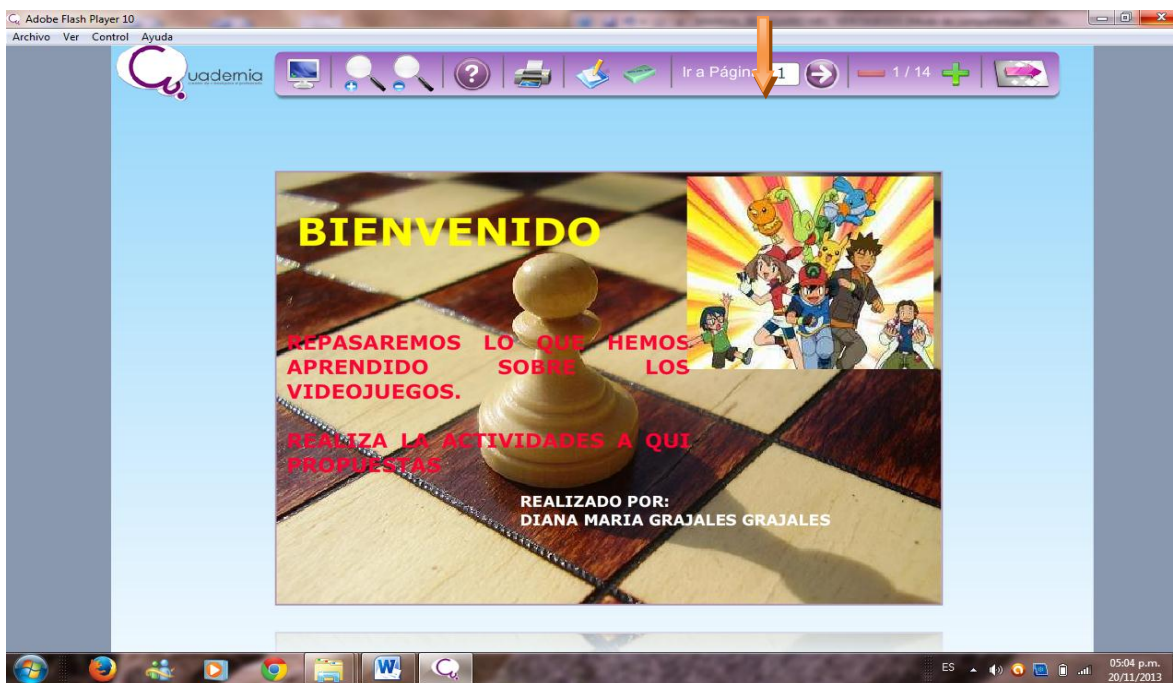 Adobe Flash Player 10
Archivo Ver Control Ayuda
Quadernia
Ir a Página 1
1 / 14
BIENVENIDO
REPASAREMOS LO QUE HEMOS
APRENDIDO SOBRE LOS
VIDEOJUEGOS.
REALIZA LA ACTIVIDADES A QUI
PROPUESTAS
REALIZADO POR:
DIANA MARIA GRAJALES GRAJALES
ES
05:04 p.m.
20/11/2013